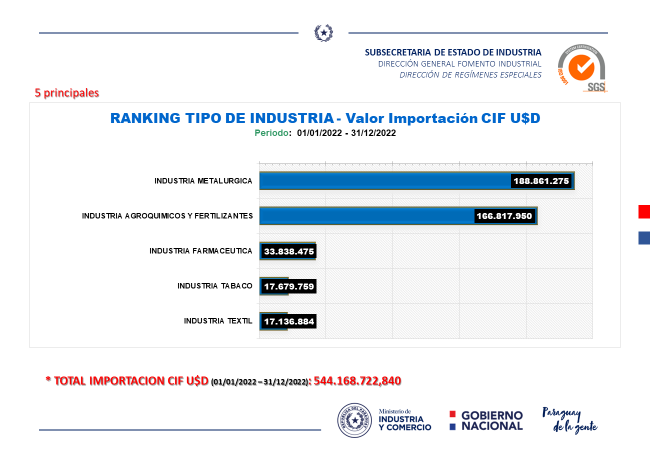 SUBSECRETARIA DE ESTADO DE INDUSTRIA
DIRECCIÓN GENERAL FOMENTO INDUSTRIAL
DIRECCIÓN DE REGÍMENES ESPECIALES
ISO 9001
SGS
5 principales
RANKING TIPO DE INDUSTRIA - Valor Importación CIF U$D
Periodo: 01/01/2022 - 31/12/2022
INDUSTRIA METALURGICA 188.861.275
INDUSTRIA AGROQUIMICOS Y FERTILIZANTES 166.817.950
INDUSTRIA FARMACEUTICA 33.838.475
INDUSTRIA TABACO 17.679.759
INDUSTRIA TEXTIL 17.136.884
* TOTAL IMPORTACION CIF U$D (01/01/2022 – 31/12/2022): 544.168.722,840
Ministerio de
INDUSTRIA
Y COMERCIO
GOBIERNO
NACIONAL
Paraguay
de la gente